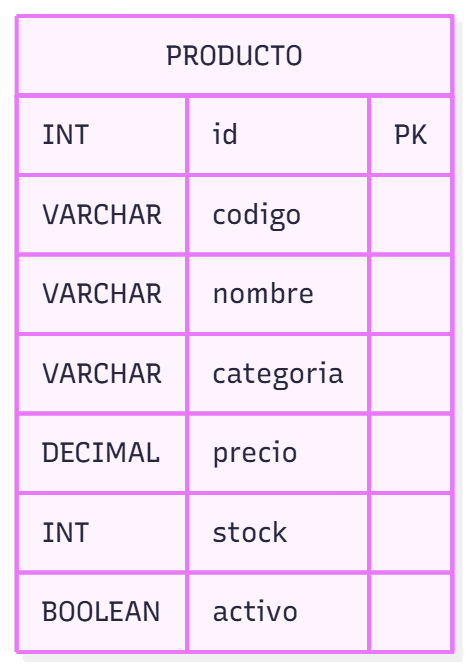 PRODUCTO
INT id PK
VARCHAR codigo
VARCHAR nombre
VARCHAR categoria
DECIMAL precio
INT stock
BOOLEAN activo